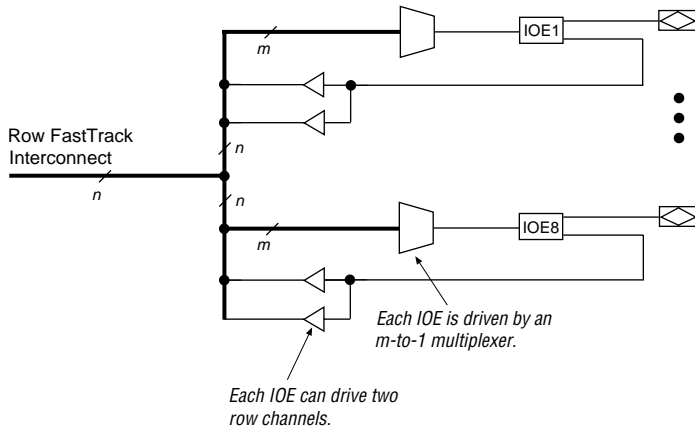 m
IOE1
Row FastTrack
Interconnect
n
n
n
m
IOE8
Each IOE is driven by an
m-to-1 multiplexer.
Each IOE can drive two
row channels.